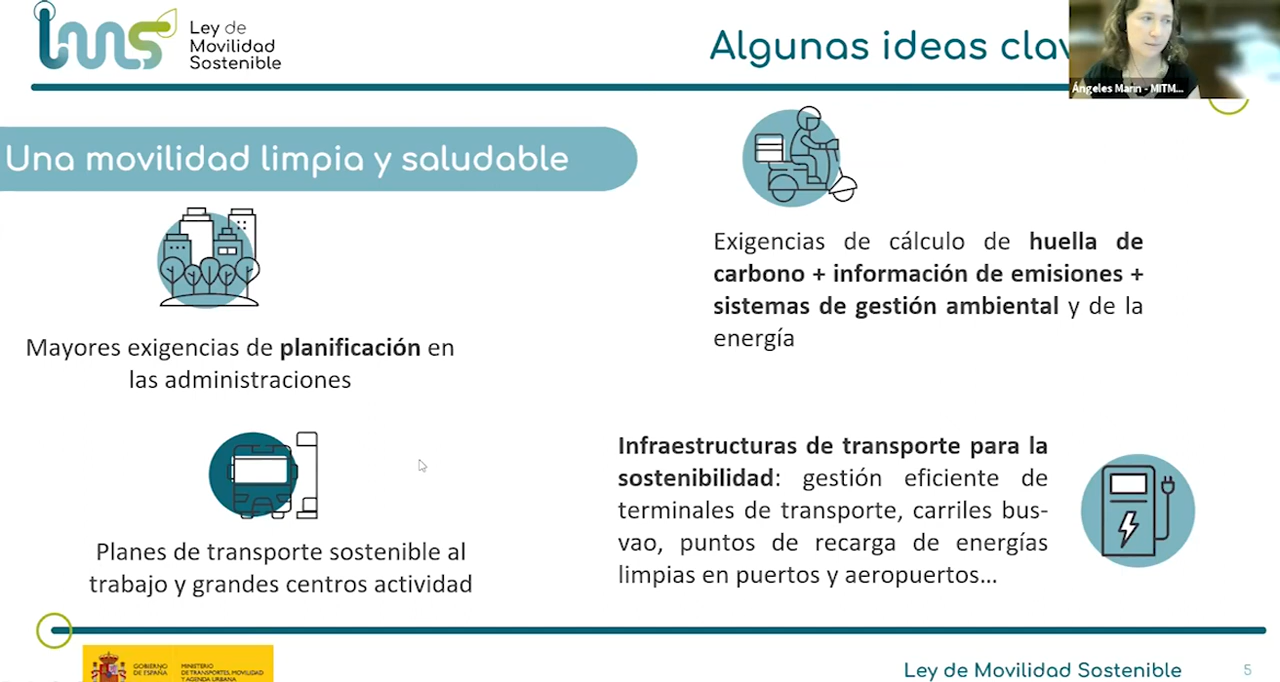 lms
Ley de
Movilidad
Sostenible
Algunas ideas clav
Ángeles Marin - MITM...
Una movilidad limpia y saludable
Mayores exigencias de planificación en
las administraciones
Planes de transporte sostenible al
trabajo y grandes centros actividad
Exigencias de cálculo de huella de
carbono + información de emisiones +
sistemas de gestión ambiental y de la
energía
Infraestructuras de transporte para la
sostenibilidad: gestión eficiente de
terminales de transporte, carriles bus-
vao, puntos de recarga de energías
limpias en puertos y aeropuertos...
GOBIERNO
DE ESPAÑA
MINISTERIO
DE TRANSPORTES, MOVILIDAD
Y AGENDA URBANA
Ley de Movilidad Sostenible
5